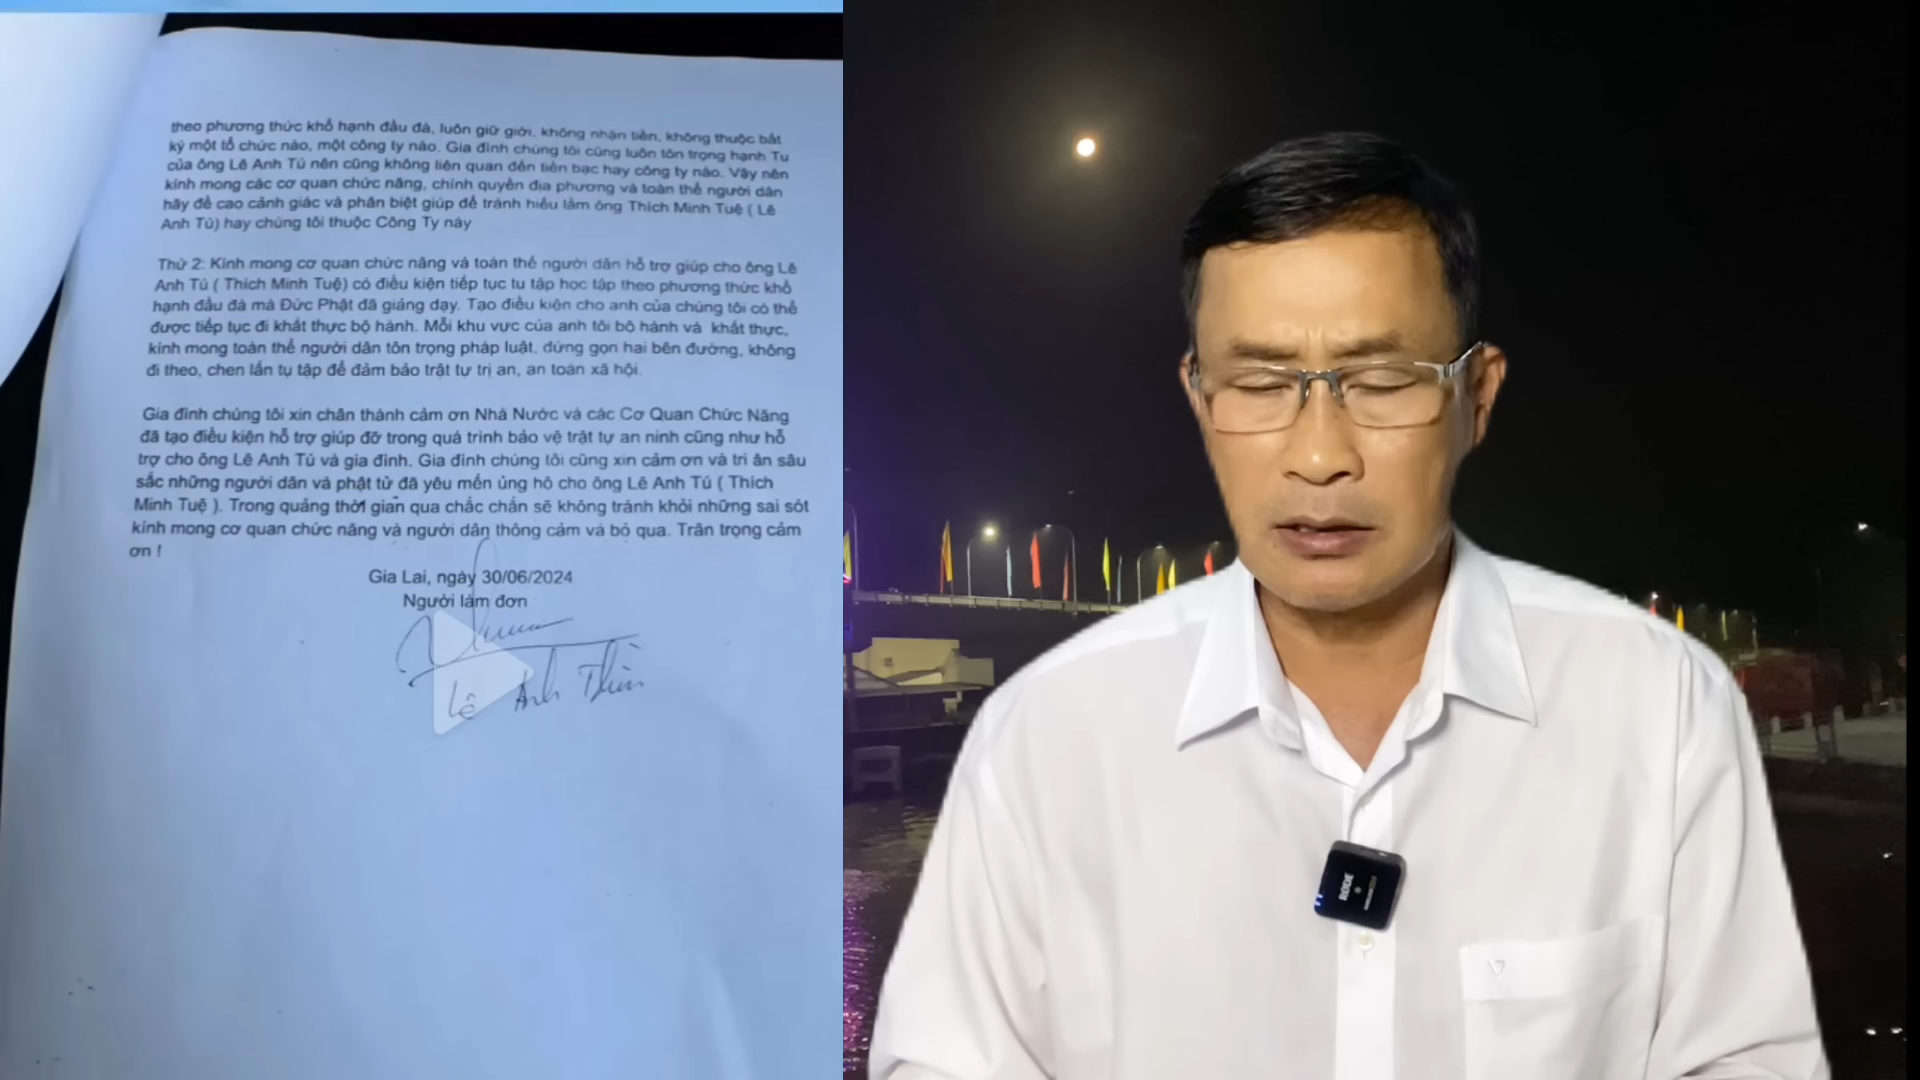 theo phương thức khổ hạnh đầu đà, luôn giữ giới, không nhận tiền, không thuộc bất
kỳ một tổ chức nào, một công ty nào. Gia đình chúng tôi cũng luôn tôn trọng hạnh Tu
của ông Lê Anh Tú nên cũng không liên quan đến tiền bạc hay công ty nào. Vậy nên
kính mong các cơ quan chức năng, chính quyền địa phương và toàn thể người dân
hãy đề cao cảnh giác và phân biệt giúp để tránh hiểu lầm ông Thích Minh Tuệ ( Lê
Anh Tú) hay chúng tôi thuộc Công Ty này
Thứ 2: Kính mong cơ quan chức năng và toàn thể người dân hỗ trợ giúp cho ông Lê
Anh Tú ( Thích Minh Tuệ) có điều kiện tiếp tục tu tập học tập theo phương thức khổ
hạnh đầu đà mà Đức Phật đã giảng dạy. Tạo điều kiện cho anh của chúng tôi có thể
được tiếp tục đi khất thực bộ hành. Mỗi khu vực của anh tôi bộ hành và khất thực,
kính mong toàn thể người dân tôn trọng pháp luật, đứng gọn hai bên đường, không
đi theo, chen lấn tụ tập để đảm bảo trật tự trị an, an toàn xã hội.
Gia đình chúng tôi xin chân thành cảm ơn Nhà Nước và các Cơ Quan Chức Năng
đã tạo điều kiện hỗ trợ giúp đỡ trong quá trình bảo vệ trật tự an ninh cũng như hỗ
trợ cho ông Lê Anh Tú và gia đình. Gia đình chúng tôi cũng xin cảm ơn và tri ân sâu
sắc những người dân và phật tử đã yêu mến ủng hộ cho ông Lê Anh Tú ( Thích
Minh Tuệ ). Trong quảng thời gian qua chắc chắn sẽ không tránh khỏi những sai sót
kính mong cơ quan chức năng và người dân thông cảm và bỏ qua. Trân trọng cảm
ơn !
Gia Lai, ngày 30/06/2024
Người làm đơn
Lê Anh Thìn
RODE